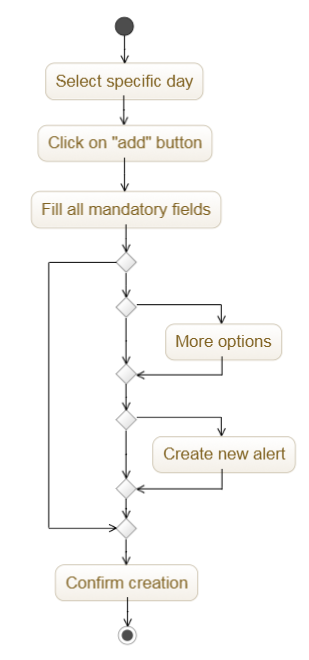 Select specific day
Click on "add" button
Fill all mandatory fields
More options
Create new alert
Confirm creation